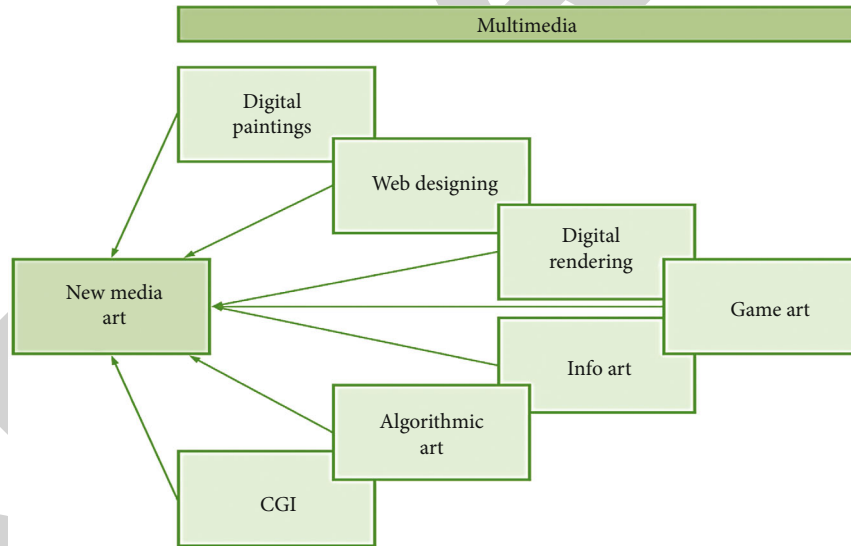 Multimedia
Digital
paintings
Web designing
Digital
rendering
New media
art
Game art
Info art
Algorithmic
art
CGI